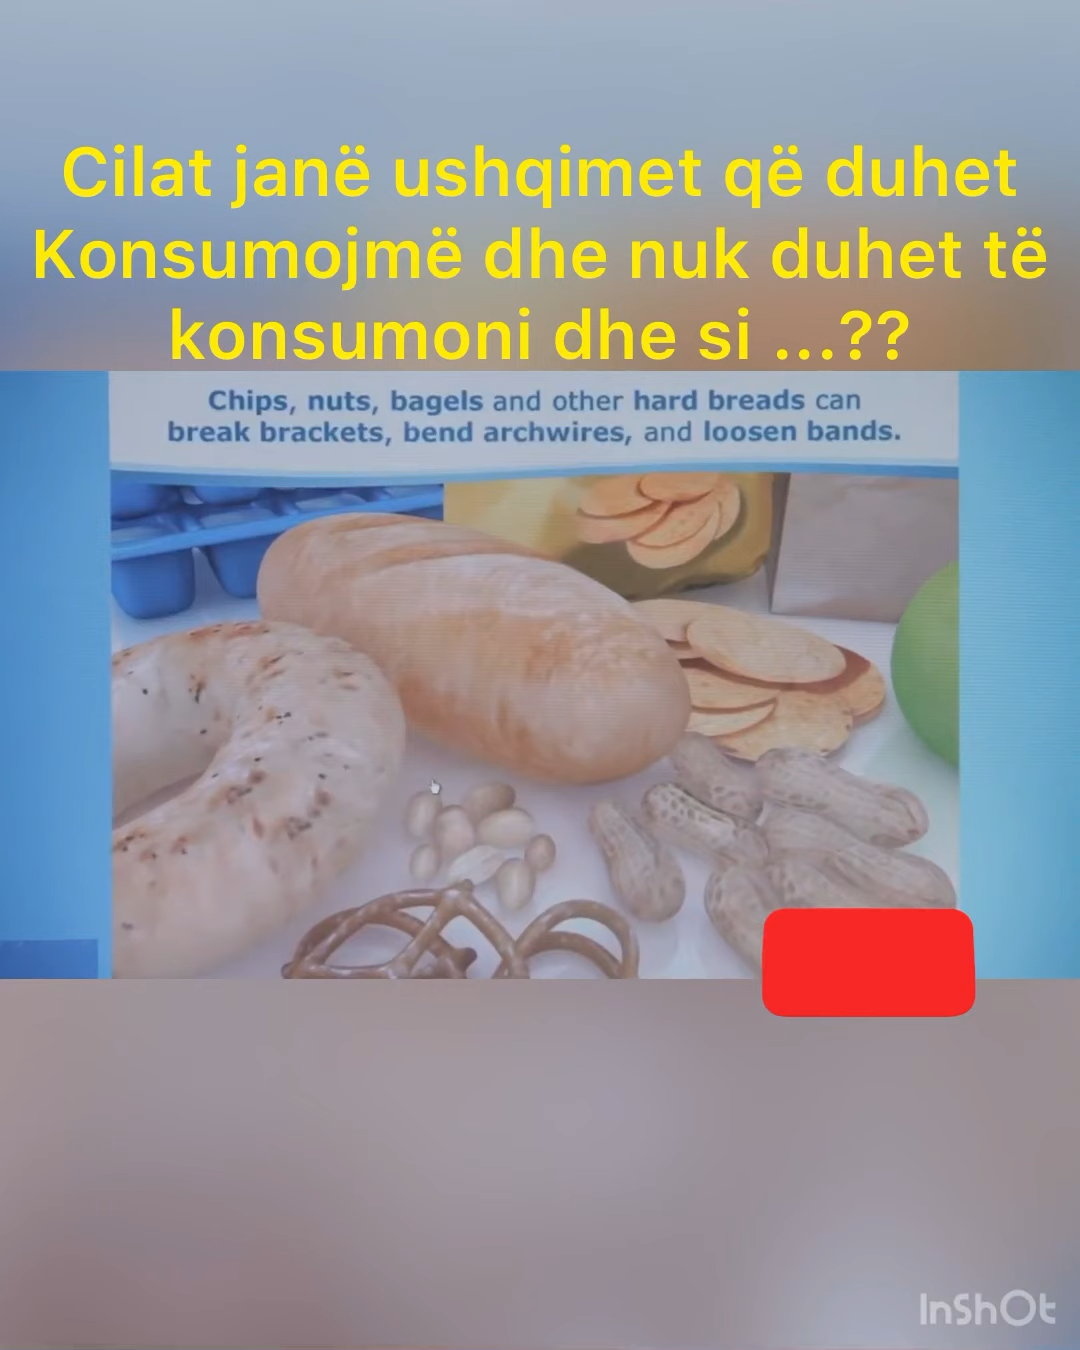 Cilat janë ushqimet që duhet
Konsumojmë dhe nuk duhet të
konsumoni dhe si ...??
Chips, nuts, bagels and other hard breads can
break brackets, bend archwires, and loosen bands.
InShOt